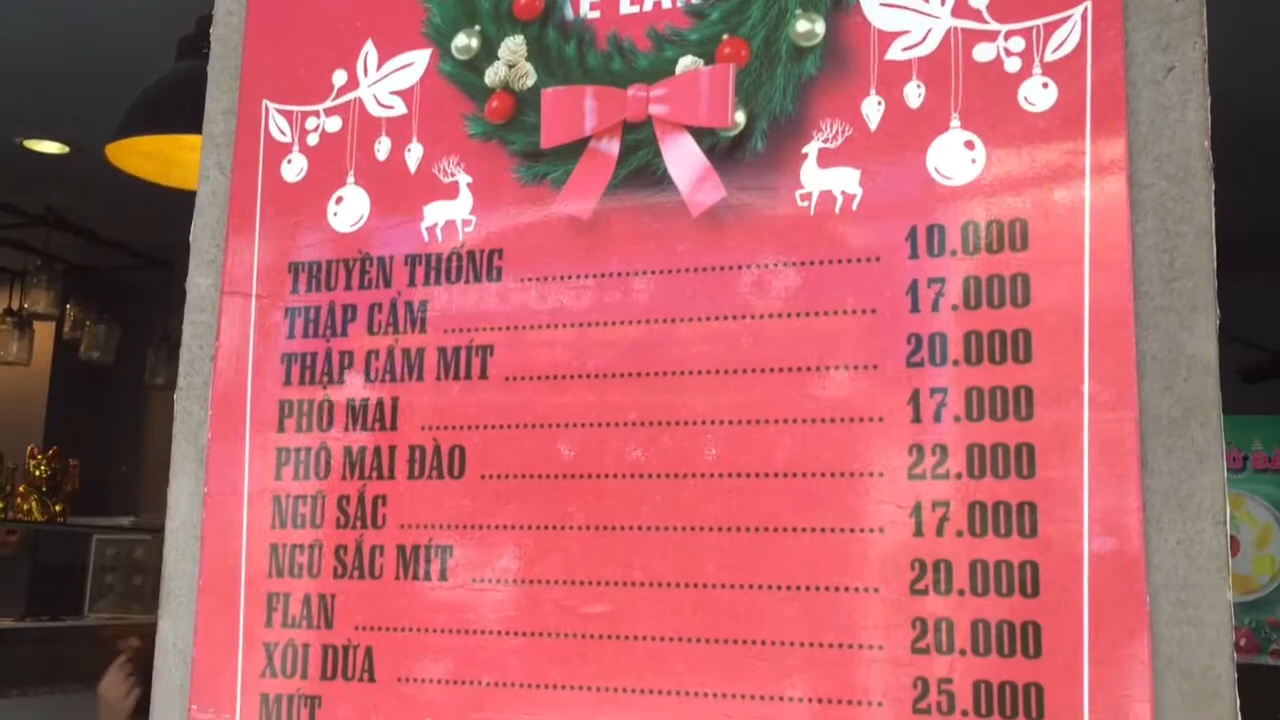 TRUYỀN THỐNG 10.000
THẬP CẨM 17.000
THẬP CẨM MÍT 20.000
PHÔ MAI 17.000
PHÔ MAI ĐÀO 22.000
NGŨ SẮC 17.000
NGŨ SẮC MÍT 20.000
FLAN 20.000
XÔI DỪA 25.000
MÚT